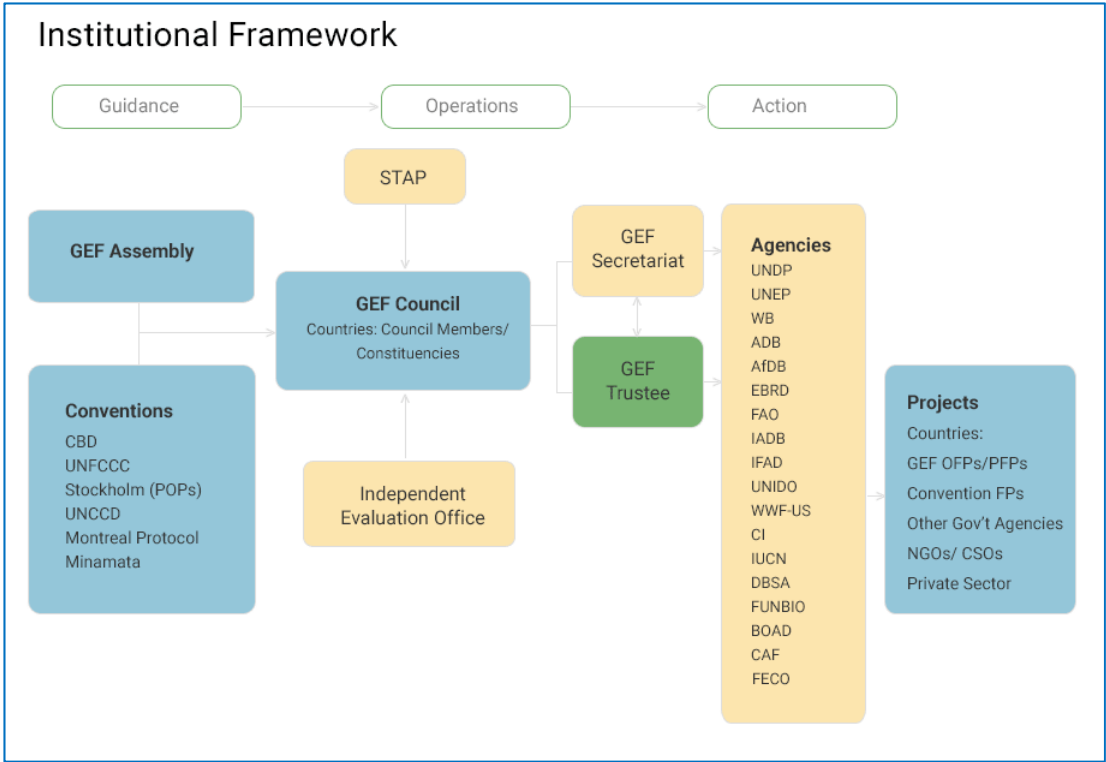 Institutional Framework
Guidance
Operations
Action
STAP
GEF Assembly
GEF Council
Countries: Council Members/
Constituencies
Conventions
CBD
UNFCCC
Stockholm (POPs)
UNCCD
Montreal Protocol
Minamata
Independent
Evaluation Office
GEF
Secretariat
GEF
Trustee
Agencies
UNDP
UNEP
WB
ADB
AfDB
EBRD
FAO
IADB
IFAD
UNIDO
WWF-US
CI
IUCN
DBSA
FUNBIO
BOAD
CAF
FECO
Projects
Countries:
GEF OFPs/PFPs
Convention FPs
Other Gov't Agencies
NGOs/ CSOs
Private Sector